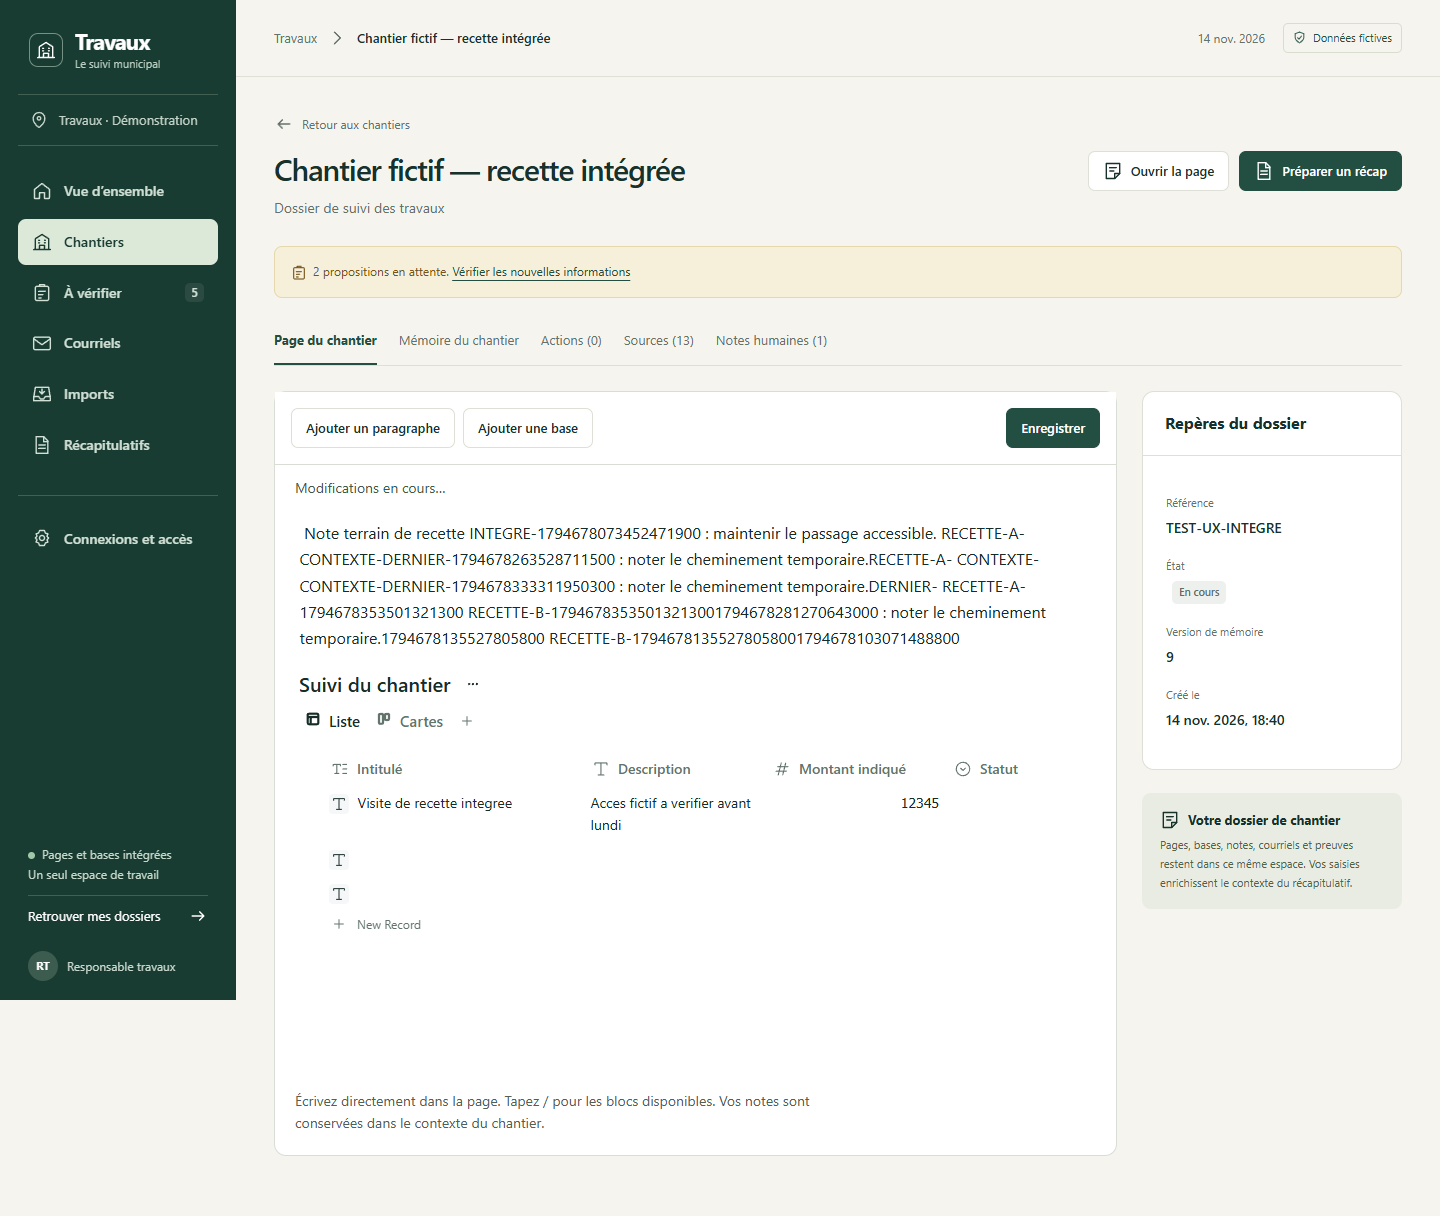 Travaux
Le suivi municipal
Travaux · Démonstration
Vue d'ensemble
Chantiers
À vérifier 5
Courriels
Imports
Récapitulatifs
Connexions et accès
Pages et bases intégrées
Un seul espace de travail
Retrouver mes dossiers
RT Responsable travaux
Travaux > Chantier fictif — recette intégrée
14 nov. 2026
Données fictives
Retour aux chantiers
Chantier fictif — recette intégrée
Dossier de suivi des travaux
Ouvrir la page
Préparer un récap
2 propositions en attente. Vérifier les nouvelles informations
Page du chantier
Mémoire du chantier
Actions (0)
Sources (13)
Notes humaines (1)
Ajouter un paragraphe
Ajouter une base
Enregistrer
Modifications en cours…
Note terrain de recette INTEGRE-1794678073452471900 : maintenir le passage accessible. RECETTE-A-
CONTEXTE-DERNIER-1794678263528711500 : noter le cheminement temporaire.RECETTE-A- CONTEXTE-
CONTEXTE-DERNIER-1794678333311950300 : noter le cheminement temporaire.DERNIER- RECETTE-A-
1794678353501321300 RECETTE-B-17946783535013213001794678281270643000 : noter le cheminement
temporaire.1794678135527805800 RECETTE-B-17946781355278058001794678103071488800
Suivi du chantier ···
Liste
Cartes
+
Intitulé
Description
# Montant indiqué
Statut
Visite de recette integree
Acces fictif a verifier avant
lundi
12345
+ New Record
Écrivez directement dans la page. Tapez / pour les blocs disponibles. Vos notes sont
conservées dans le contexte du chantier.
Repères du dossier
Référence
TEST-UX-INTEGRE
État
En cours
Version de mémoire
9
Créé le
14 nov. 2026, 18:40
Votre dossier de chantier
Pages, bases, notes, courriels et preuves
restent dans ce même espace. Vos saisies
enrichissent le contexte du récapitulatif.